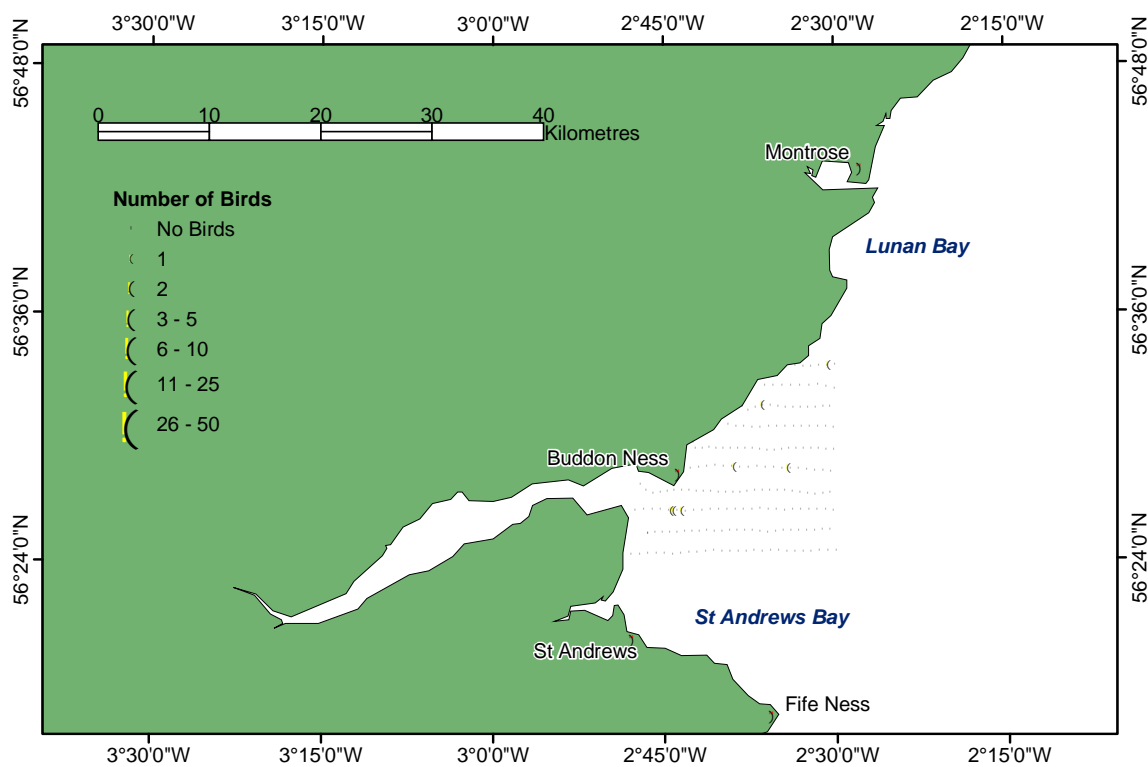 3°30'0"W 3°15'0"W 3°0'0"W 2°45'0"W 2°30'0"W 2°15'0"W
56°48'0"N 56°48'0"N
0 10 20 30 40
Kilometres
Montrose
Number of Birds
No Birds
1
2
3 - 5
6 - 10
11 - 25
26 - 50
Lunan Bay
56°36'0"N 56°36'0"N
Buddon Ness
56°24'0"N 56°24'0"N
St Andrews Bay
St Andrews
Fife Ness
3°30'0"W 3°15'0"W 3°0'0"W 2°45'0"W 2°30'0"W 2°15'0"W